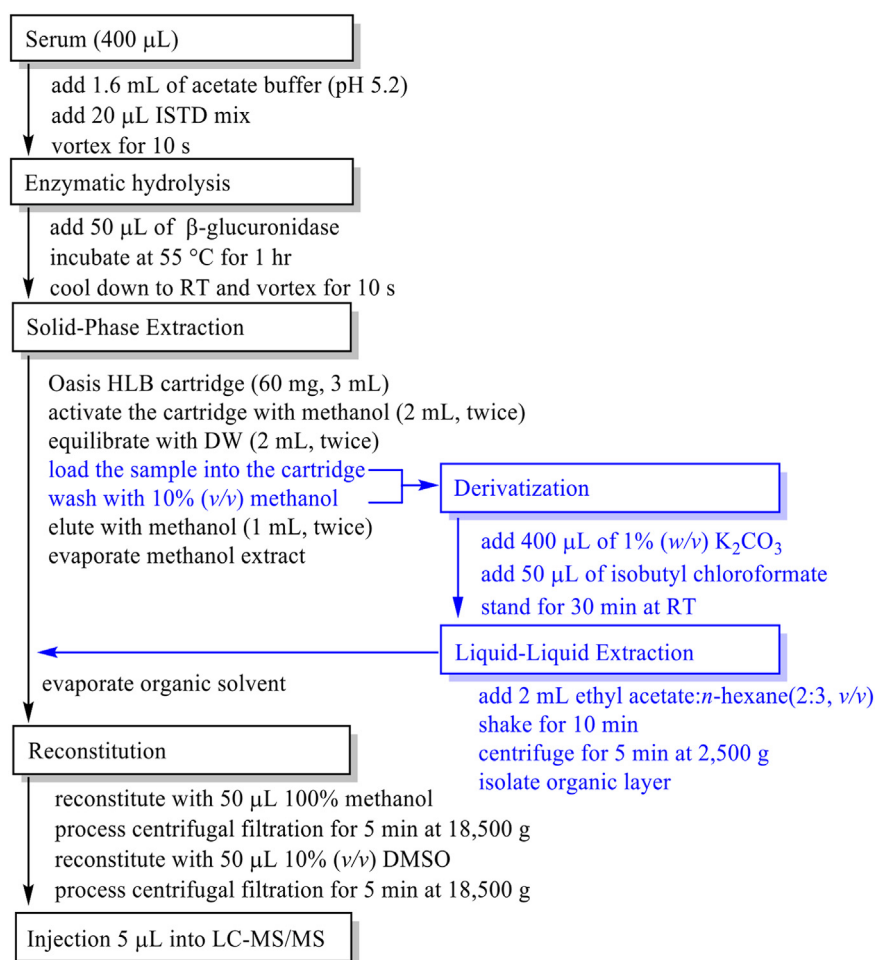 Serum (400 μL)
add 1.6 mL of acetate buffer (pH 5.2)
add 20 μL ISTD mix
vortex for 10 s
Enzymatic hydrolysis
add 50 μL of β-glucuronidase
incubate at 55 °C for 1 hr
cool down to RT and vortex for 10 s
Solid-Phase Extraction
Oasis HLB cartridge (60 mg, 3 mL)
activate the cartridge with methanol (2 mL, twice)
equilibrate with DW (2 mL, twice)
load the sample into the cartridge
wash with 10% (v/v) methanol
elute with methanol (1 mL, twice)
evaporate methanol extract
Derivatization
add 400 μL of 1% (w/v) K₂CO₃
add 50 μL of isobutyl chloroformate
stand for 30 min at RT
Liquid-Liquid Extraction
add 2 mL ethyl acetate:n-hexane(2:3, v/v)
shake for 10 min
centrifuge for 5 min at 2,500 g
isolate organic layer
evaporate organic solvent
Reconstitution
reconstitute with 50 μL 100% methanol
process centrifugal filtration for 5 min at 18,500 g
reconstitute with 50 μL 10% (v/v) DMSO
process centrifugal filtration for 5 min at 18,500 g
Injection 5 μL into LC-MS/MS